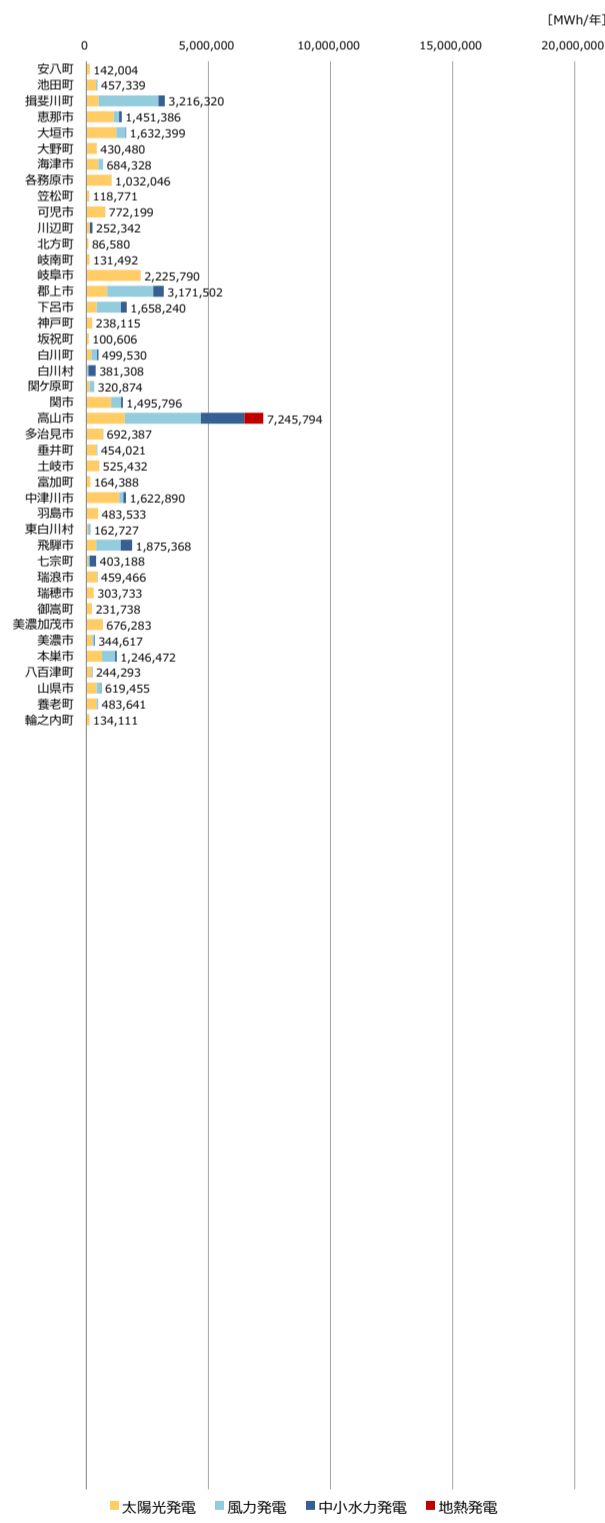 [MWh/年]
0 5,000,000 10,000,000 15,000,000 20,000,000
安八町 142,004
池田町 457,339
揖斐川町 3,216,320
恵那市 1,451,386
大垣市 1,632,399
大野町 430,480
海津市 684,328
各務原市 1,032,046
笠松町 118,771
可児市 772,199
川辺町 252,342
北方町 86,580
岐南町 131,492
岐阜市 2,225,790
郡上市 3,171,502
下呂市 1,658,240
神戸町 238,115
坂祝町 100,606
白川町 499,530
白川村 381,308
関ケ原町 320,874
関市 1,495,796
高山市 7,245,794
多治見市 692,387
垂井町 454,021
土岐市 525,432
富加町 164,388
中津川市 1,622,890
羽島市 483,533
東白川村 162,727
飛騨市 1,875,368
七宗町 403,188
瑞浪市 459,466
瑞穂市 303,733
御嵩町 231,738
美濃加茂市 676,283
美濃市 344,617
本巣市 1,246,472
八百津町 244,293
山県市 619,455
養老町 483,641
輪之内町 134,111
太陽光発電 風力発電 中小水力発電 地熱発電